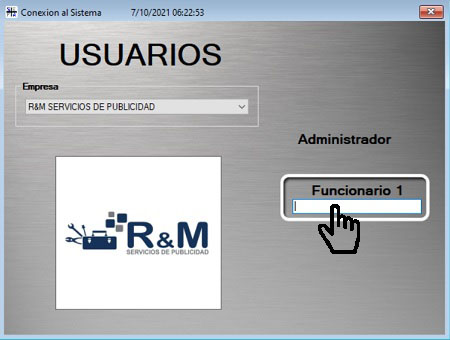 Conexion al Sistema 7/10/2021 06:22:53
USUARIOS
Empresa
R&M SERVICIOS DE PUBLICIDAD
Administrador
Funcionario 1
R&M
SERVICIOS DE PUBLICIDAD